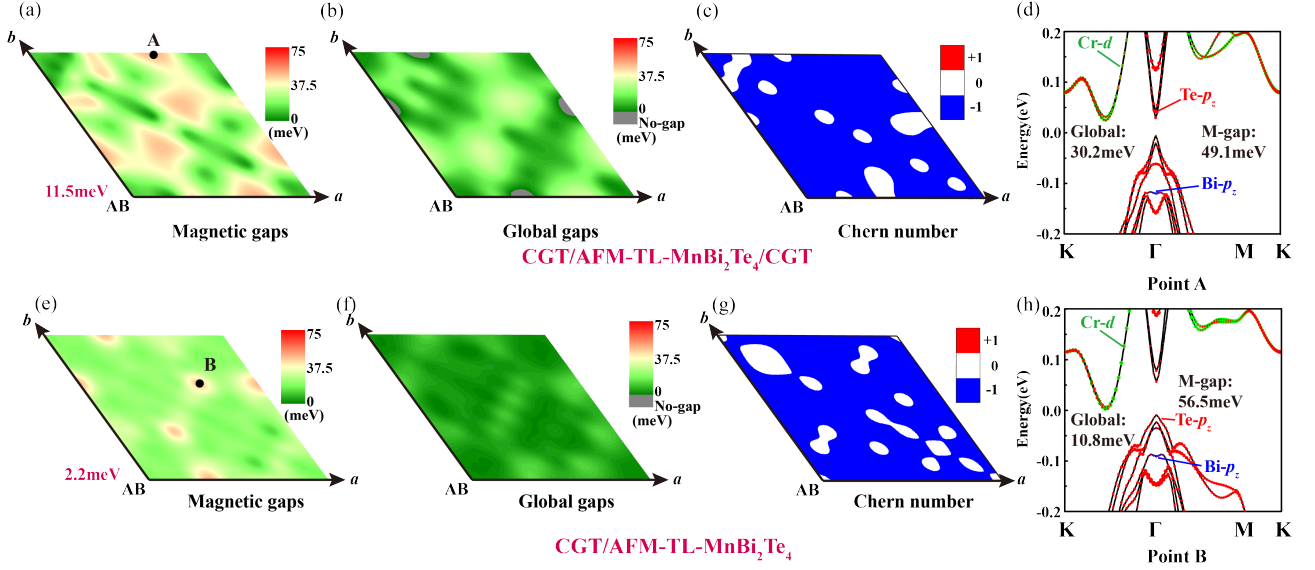 (a)
b
A
75
37.5
0
(meV)
11.5meV
AB
a
Magnetic gaps
(b)
b
75
37.5
0
No-gap
(meV)
AB
a
Global gaps
(c)
b
+1
0
-1
AB
a
Chern number
(d)
0.2
0.1
0.0
-0.1
-0.2
Energy(eV)
Cr-d
Te-pz
Global:
30.2meV
M-gap:
49.1meV
Bi-pz
K Γ M K
Point A
CGT/AFM-TL-MnBi2Te4/CGT
(e)
b
B
75
37.5
0
(meV)
2.2meV
AB
a
Magnetic gaps
(f)
b
75
37.5
0
No-gap
(meV)
AB
a
Global gaps
(g)
b
+1
0
-1
AB
a
Chern number
(h)
0.2
0.1
0.0
-0.1
-0.2
Energy(eV)
Cr-d
M-gap:
56.5meV
Global:
10.8meV
Te-pz
Bi-pz
K Γ M K
Point B
CGT/AFM-TL-MnBi2Te4